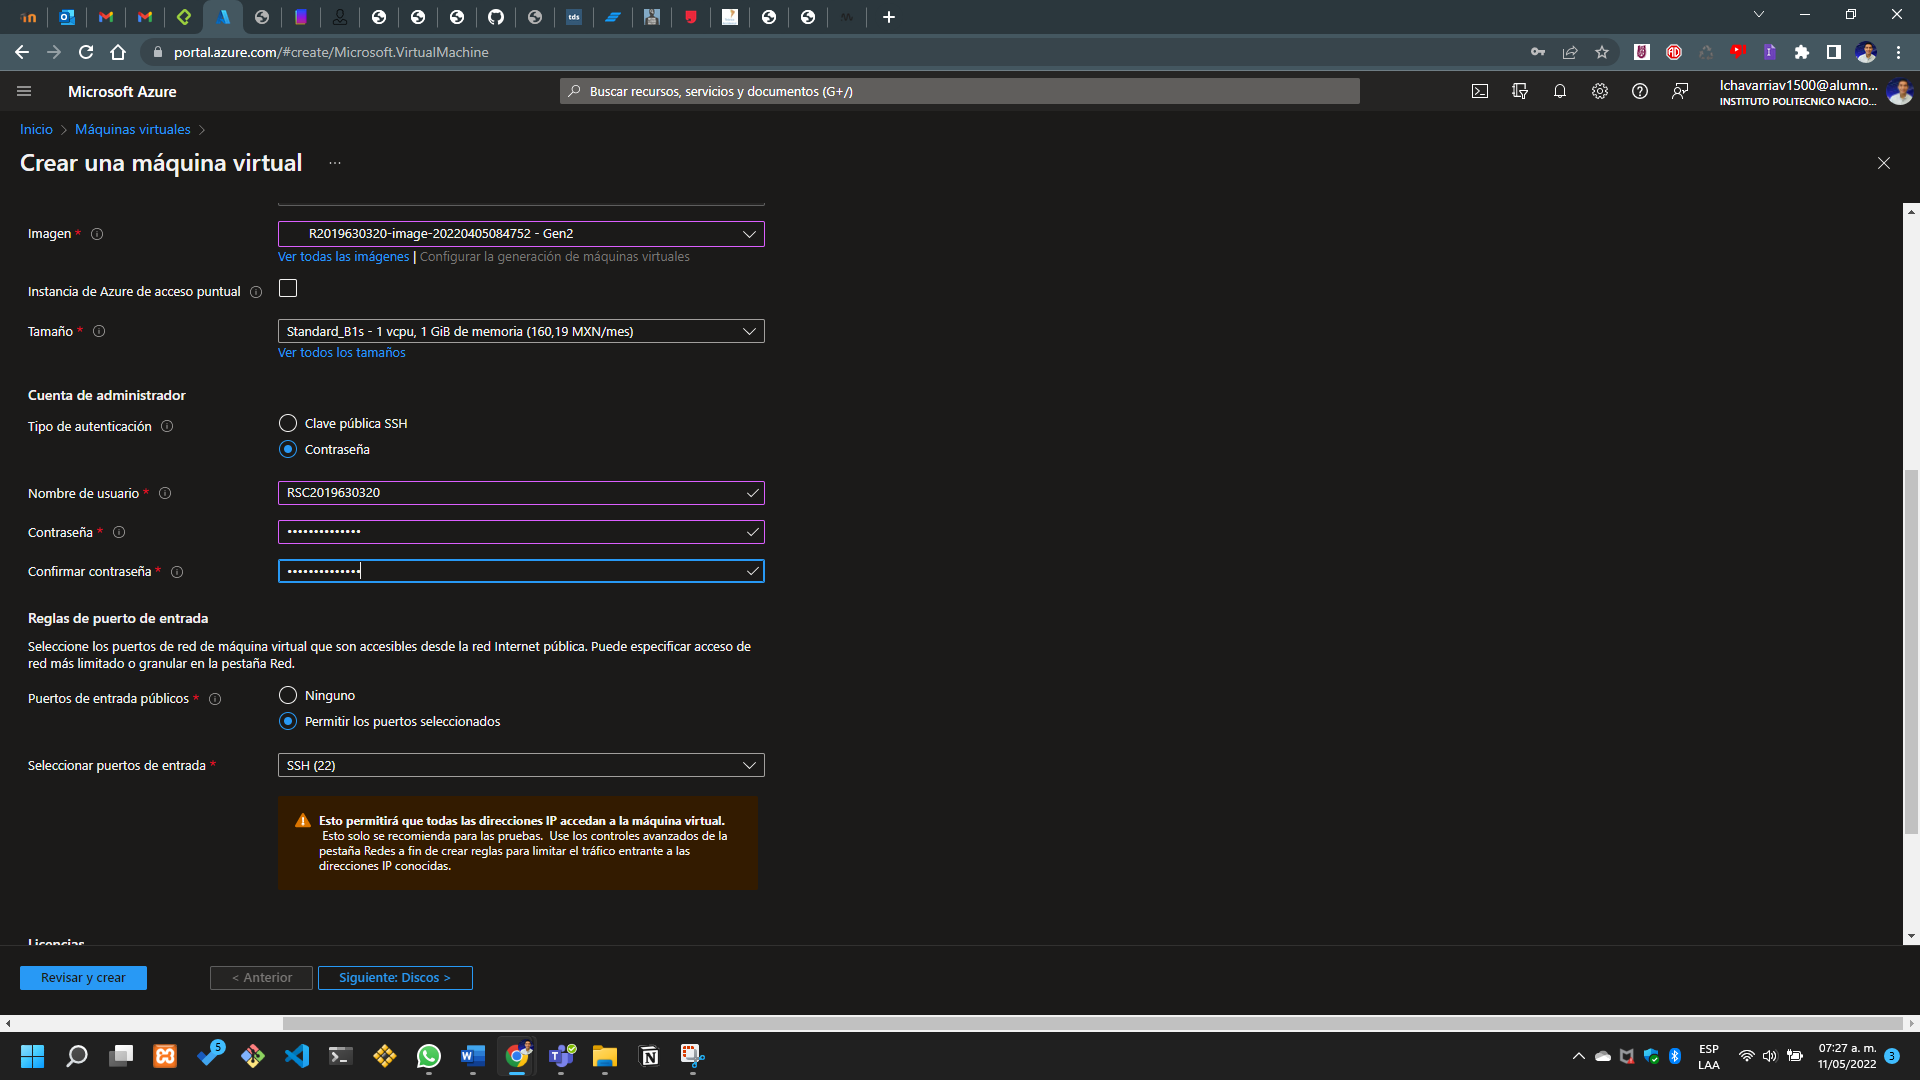 tds
portal.azure.com/#create/Microsoft.VirtualMachine
Microsoft Azure
Buscar recursos, servicios y documentos (G+/)
lchavarriav1500@alumn...
INSTITUTO POLITECNICO NACIO...
Inicio > Máquinas virtuales >
Crear una máquina virtual ...
Imagen * R2019630320-image-20220405084752 - Gen2
Ver todas las imágenes | Configurar la generación de máquinas virtuales
Instancia de Azure de acceso puntual
Tamaño * Standard_B1s - 1 vcpu, 1 GiB de memoria (160,19 MXN/mes)
Ver todos los tamaños
Cuenta de administrador
Tipo de autenticación
Clave pública SSH
Contraseña
Nombre de usuario * RSC2019630320
Contraseña * ••••••••••••••
Confirmar contraseña * ••••••••••••••
Reglas de puerto de entrada
Seleccione los puertos de red de máquina virtual que son accesibles desde la red Internet pública. Puede especificar acceso de
red más limitado o granular en la pestaña Red.
Puertos de entrada públicos *
Ninguno
Permitir los puertos seleccionados
Seleccionar puertos de entrada * SSH (22)
Esto permitirá que todas las direcciones IP accedan a la máquina virtual.
Esto solo se recomienda para las pruebas. Use los controles avanzados de la
pestaña Redes a fin de crear reglas para limitar el tráfico entrante a las
direcciones IP conocidas.
Licencias
Revisar y crear
< Anterior
Siguiente: Discos >
5
ESP
LAA
07:27 a. m.
11/05/2022
3